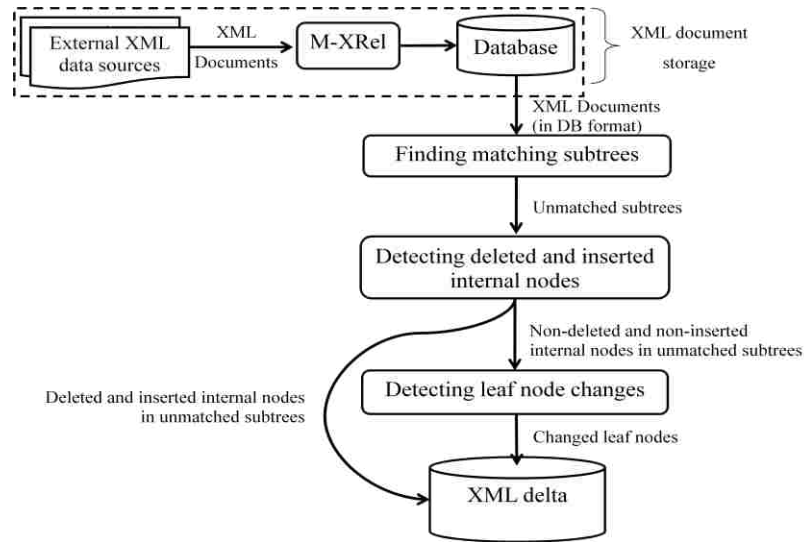 External XML
data sources
XML
Documents
M-XRel
Database
XML document
storage
XML Documents
(in DB format)
Finding matching subtrees
Unmatched subtrees
Detecting deleted and inserted
internal nodes
Non-deleted and non-inserted
internal nodes in unmatched subtrees
Deleted and inserted internal nodes
in unmatched subtrees
Detecting leaf node changes
Changed leaf nodes
XML delta